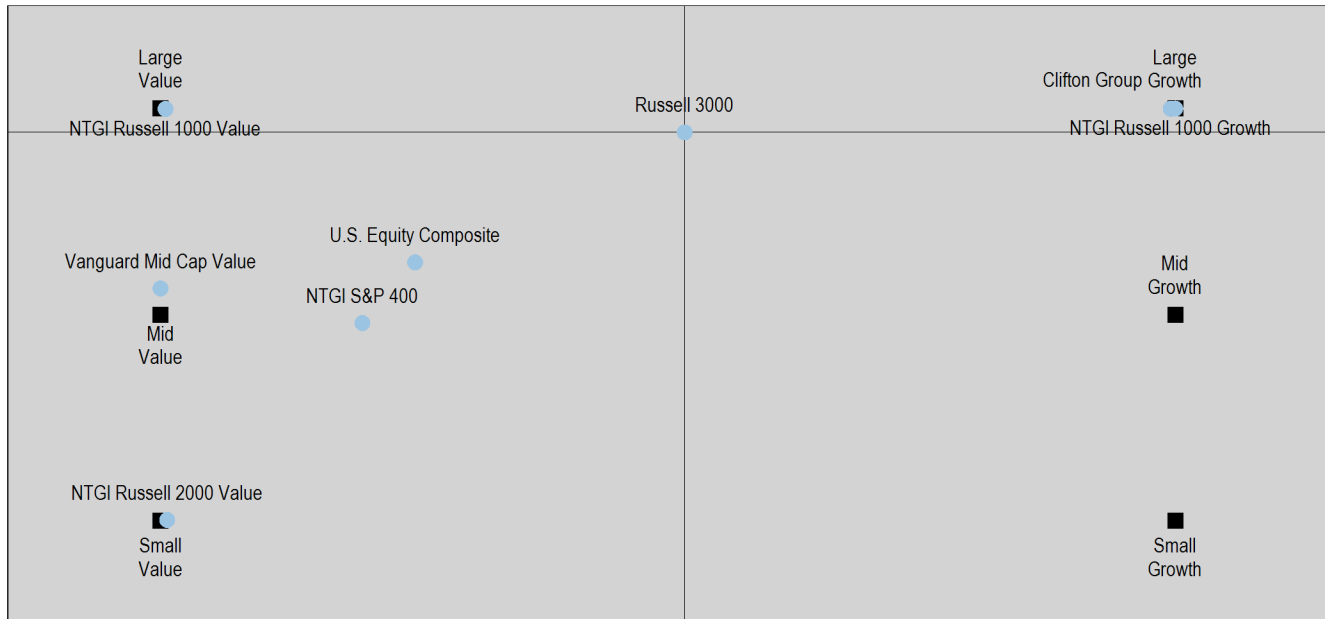 Large
Value
NTGI Russell 1000 Value
Russell 3000
Large
Clifton Group Growth
NTGI Russell 1000 Growth
U.S. Equity Composite
Vanguard Mid Cap Value
NTGI S&P 400
Mid
Value
Mid
Growth
NTGI Russell 2000 Value
Small
Value
Small
Growth